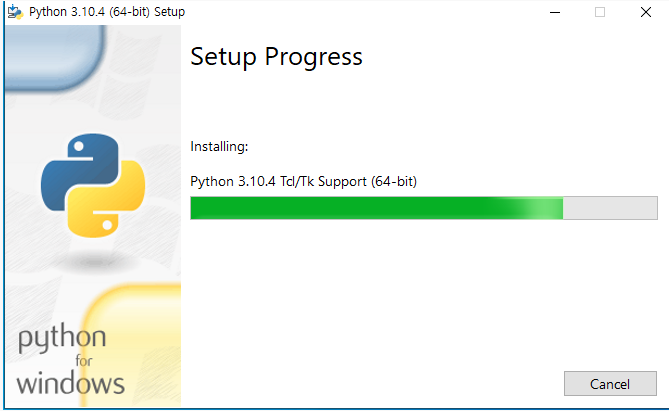 Python 3.10.4 (64-bit) Setup
Setup Progress
Installing:
Python 3.10.4 Tcl/Tk Support (64-bit)
python
for
windows
Cancel